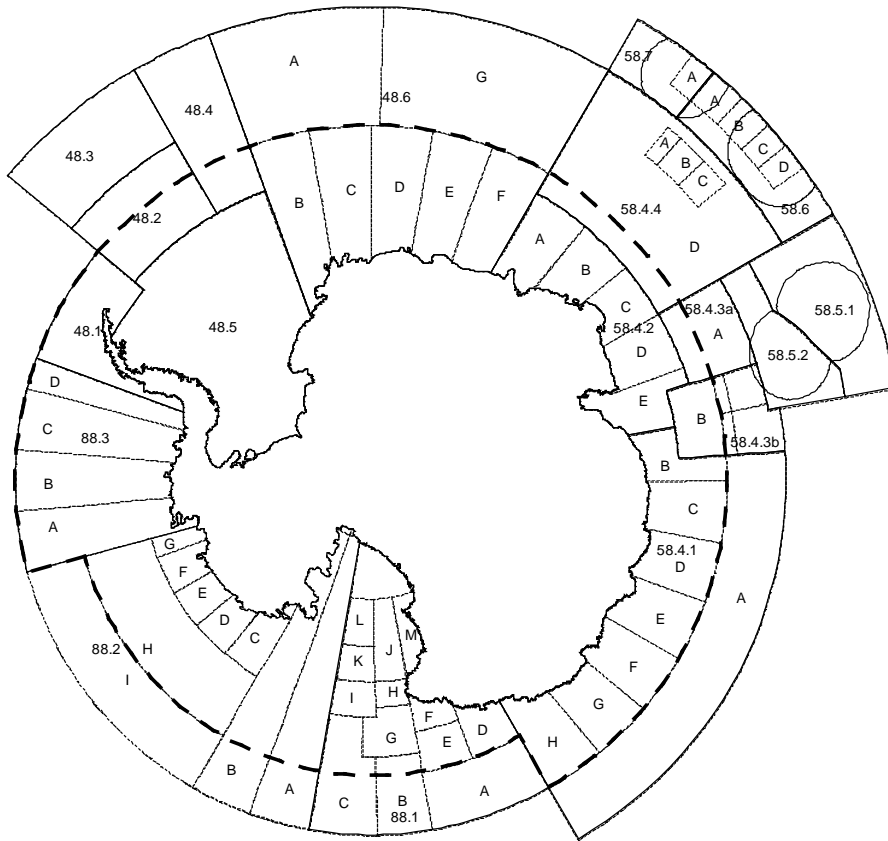 58.7
A
G
A
A
48.4
48.6
48.3
B
A
C
B
D
C
B
C
D
E
F
58.6
48.2
58.4.4
A
D
B
C
58.4.3a
58.5.1
48.1
48.5
58.4.2
A
58.5.2
D
D
E
B
C
88.3
58.4.3b
B
B
C
A
G
58.4.1
F
D
E
A
L
E
D
M
C
88.2
H
J
K
F
I
H
I
G
F
D
G
E
H
B
A
C
B
A
88.1